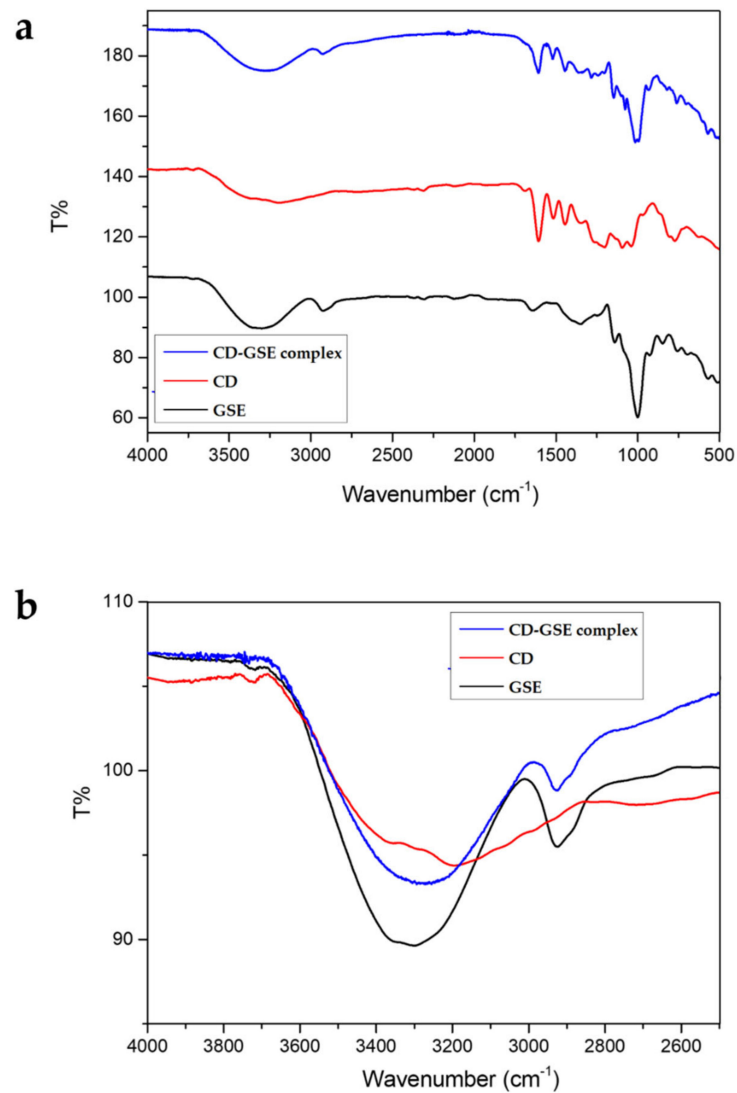 a
180
160
140
120
100
80
60
T%
CD-GSE complex
CD
GSE
4000 3500 3000 2500 2000 1500 1000 500
Wavenumber (cm-1)
b
110
100
90
T%
CD-GSE complex
CD
GSE
4000 3800 3600 3400 3200 3000 2800 2600
Wavenumber (cm-1)